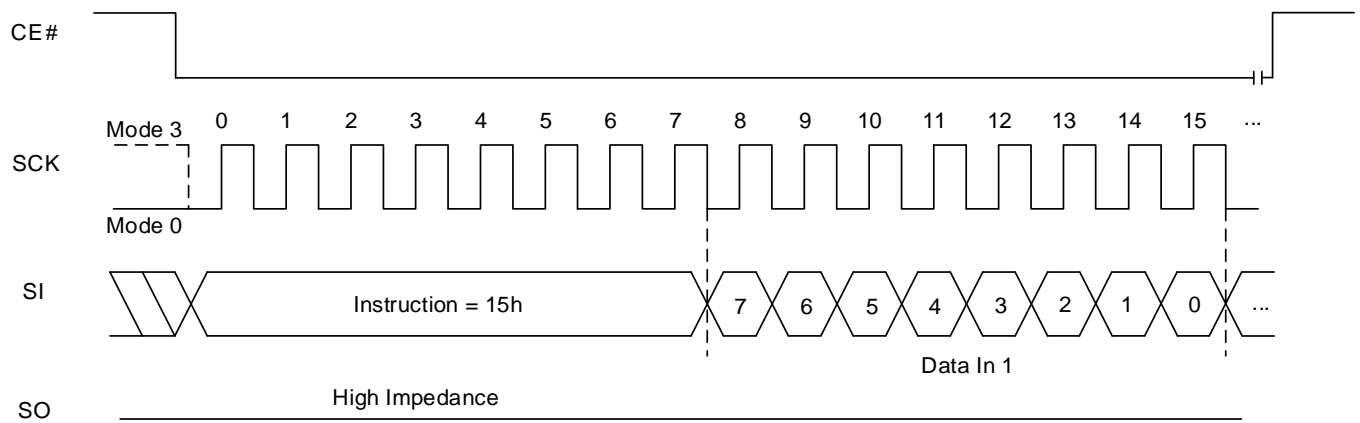 CE#
Mode 3 0 1 2 3 4 5 6 7 8 9 10 11 12 13 14 15 ...
SCK
Mode 0
SI Instruction = 15h 7 6 5 4 3 2 1 0 ...
Data In 1
High Impedance
SO